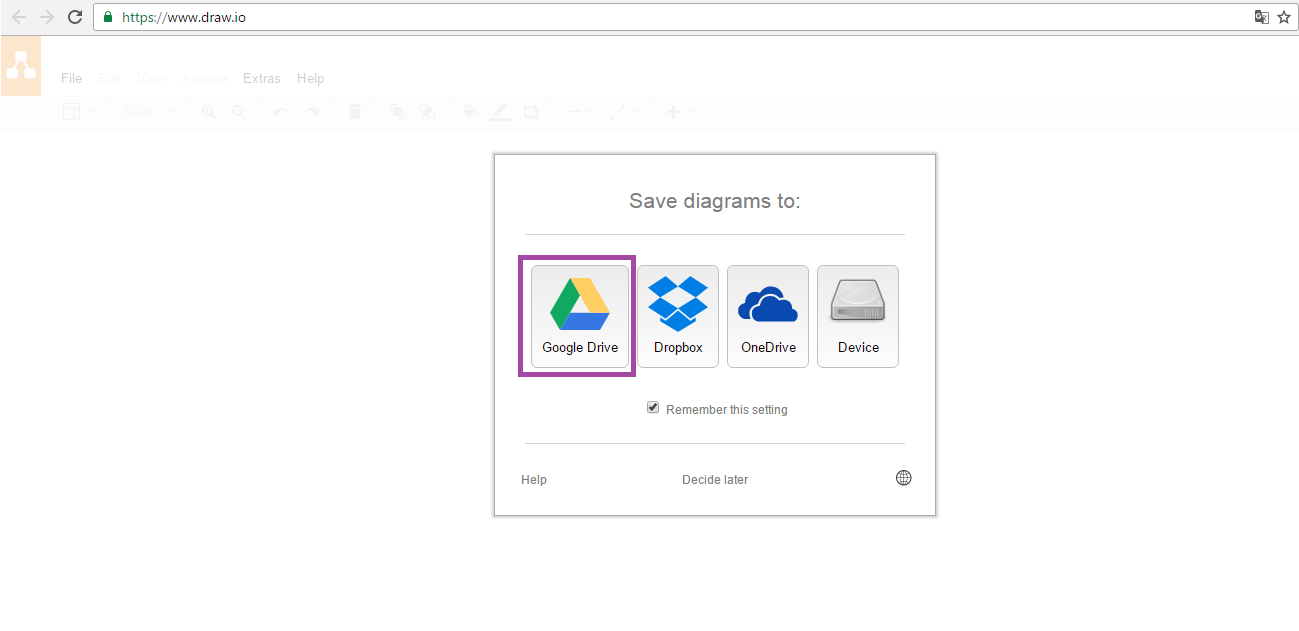 https://www.draw.io
File Edit View Arrange Extras Help
100%
Save diagrams to:
Google Drive Dropbox OneDrive Device
Remember this setting
Help Decide later